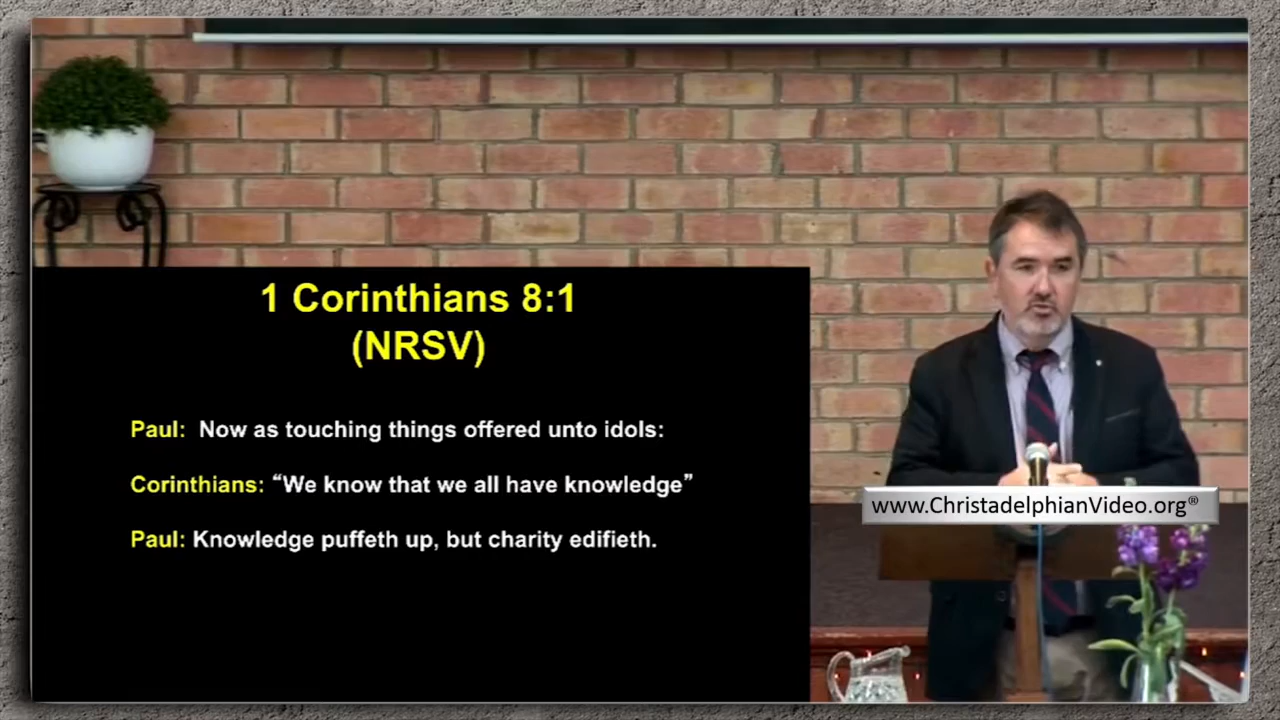 1 Corinthians 8:1
(NRSV)
Paul: Now as touching things offered unto idols:
Corinthians: “We know that we all have knowledge”
Paul: Knowledge puffeth up, but charity edifieth.
www.ChristadelphianVideo.org®